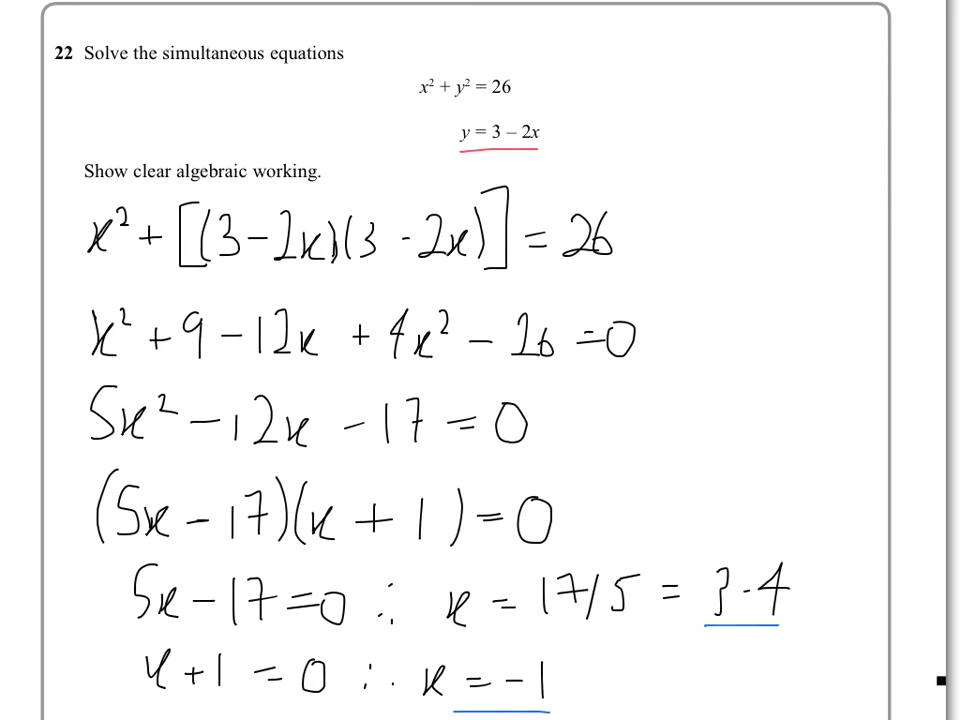 22 Solve the simultaneous equations
x² + y² = 26
y = 3 – 2x
Show clear algebraic working.
x² + [(3 - 2x)(3 - 2x)] = 26
x² + 9 - 12x + 4x² - 26 = 0
5x² - 12x - 17 = 0
(5x - 17)(x + 1) = 0
5x - 17 = 0 ∴ x = 17/5 = 3.4
x + 1 = 0 ∴ x = -1